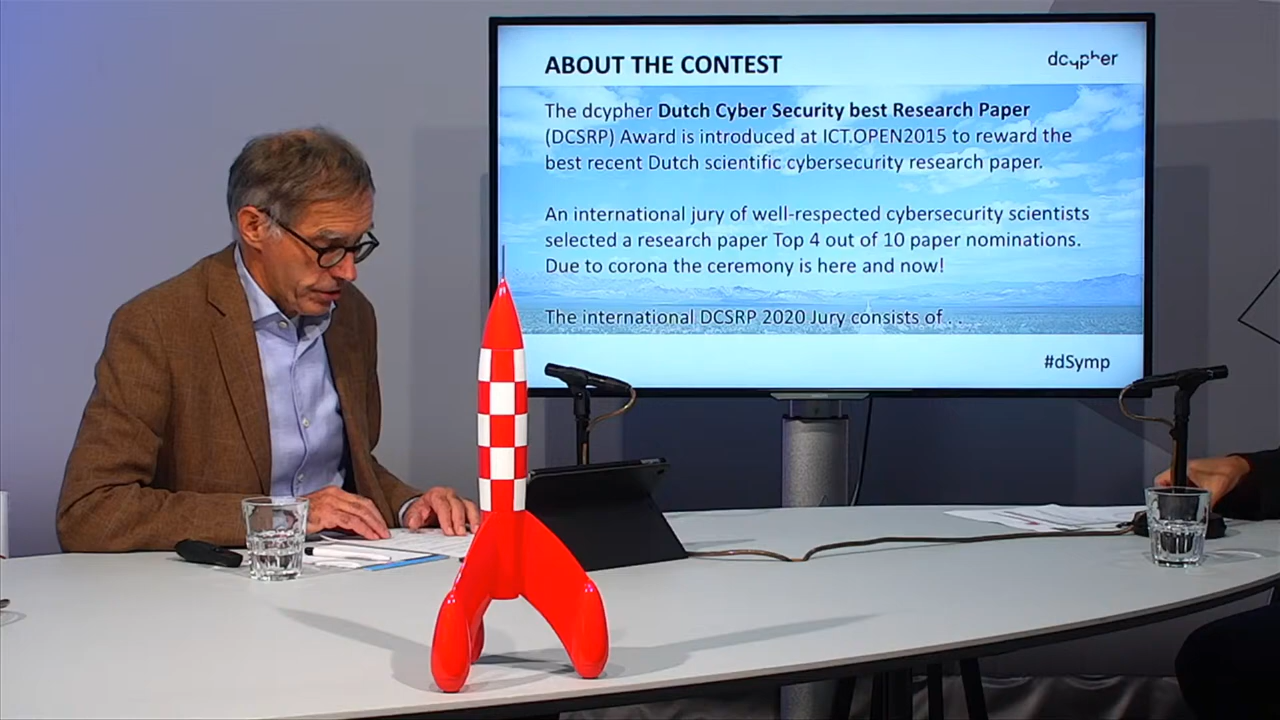 ABOUT THE CONTEST
dcypher
The dcypher Dutch Cyber Security best Research Paper
(DCSRP) Award is introduced at ICT.OPEN2015 to reward the
best recent Dutch scientific cybersecurity research paper.
An international jury of well-respected cybersecurity scientists
selected a research paper Top 4 out of 10 paper nominations.
Due to corona the ceremony is here and now!
The international DCSRP 2020 Jury consists of . .
#dSymp